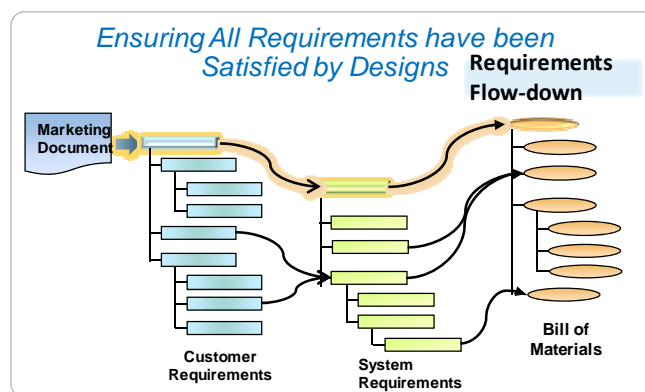 Ensuring All Requirements have been
Satisfied by Designs
Requirements
Flow-down
Marketing
Document
Customer
Requirements
System
Requirements
Bill of
Materials